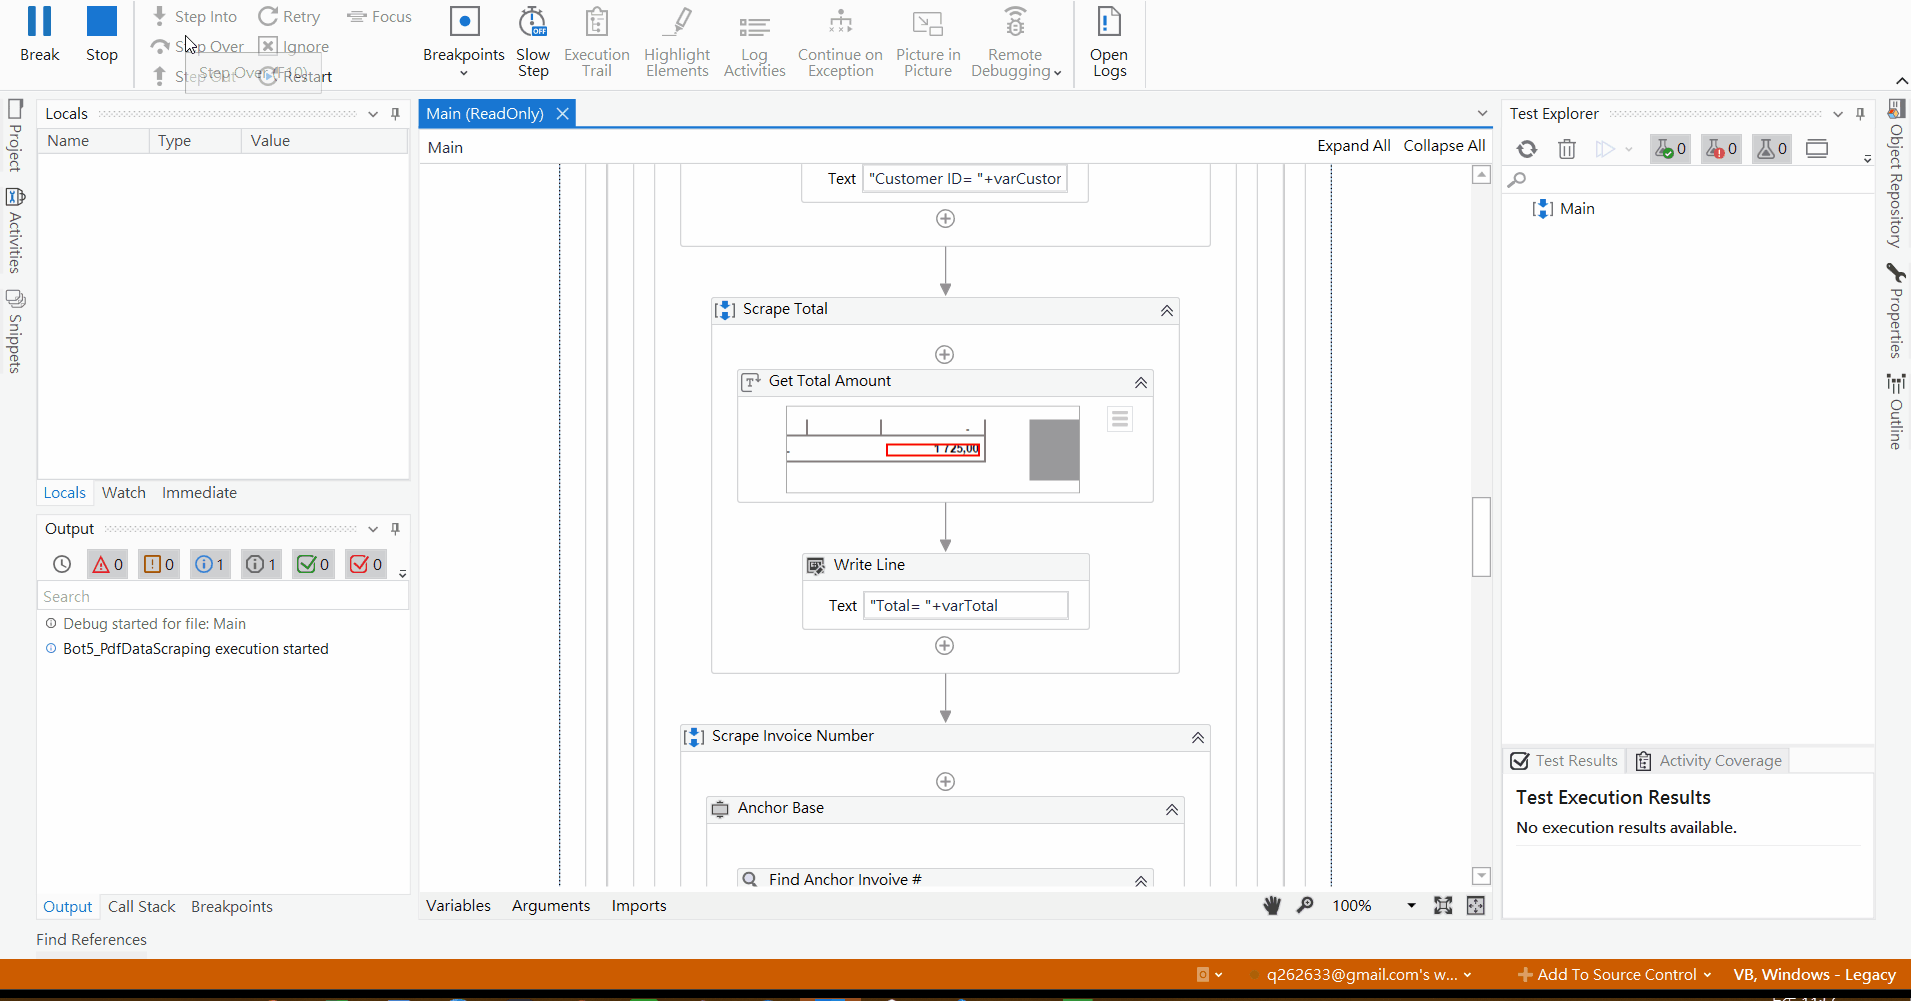 Break
Stop
Step Into
Step Over
Step Out
Retry
Ignore
Restart
Focus
Step Over (F10)
Breakpoints
Slow Step
OFF
Execution Trail
Highlight Elements
Log Activities
Continue on Exception
Picture in Picture
Remote Debugging
Open Logs
Project
Activities
Snippets
Locals
Name Type Value
Locals Watch Immediate
Output
0 0 1 1 0 0
Search
Debug started for file: Main
Bot5_PdfDataScraping execution started
Output Call Stack Breakpoints
Find References
Main (ReadOnly)
Main
Expand All Collapse All
Text "Customer ID= "+varCustor
Scrape Total
Get Total Amount
1 725,00
Write Line
Text "Total= "+varTotal
Scrape Invoice Number
Anchor Base
Find Anchor Invoive #
Variables Arguments Imports
100%
Test Explorer
0 0 0
Main
Test Results Activity Coverage
Test Execution Results
No execution results available.
Object Repository
Properties
Outline
0
q262633@gmail.com's w...
Add To Source Control
VB, Windows - Legacy